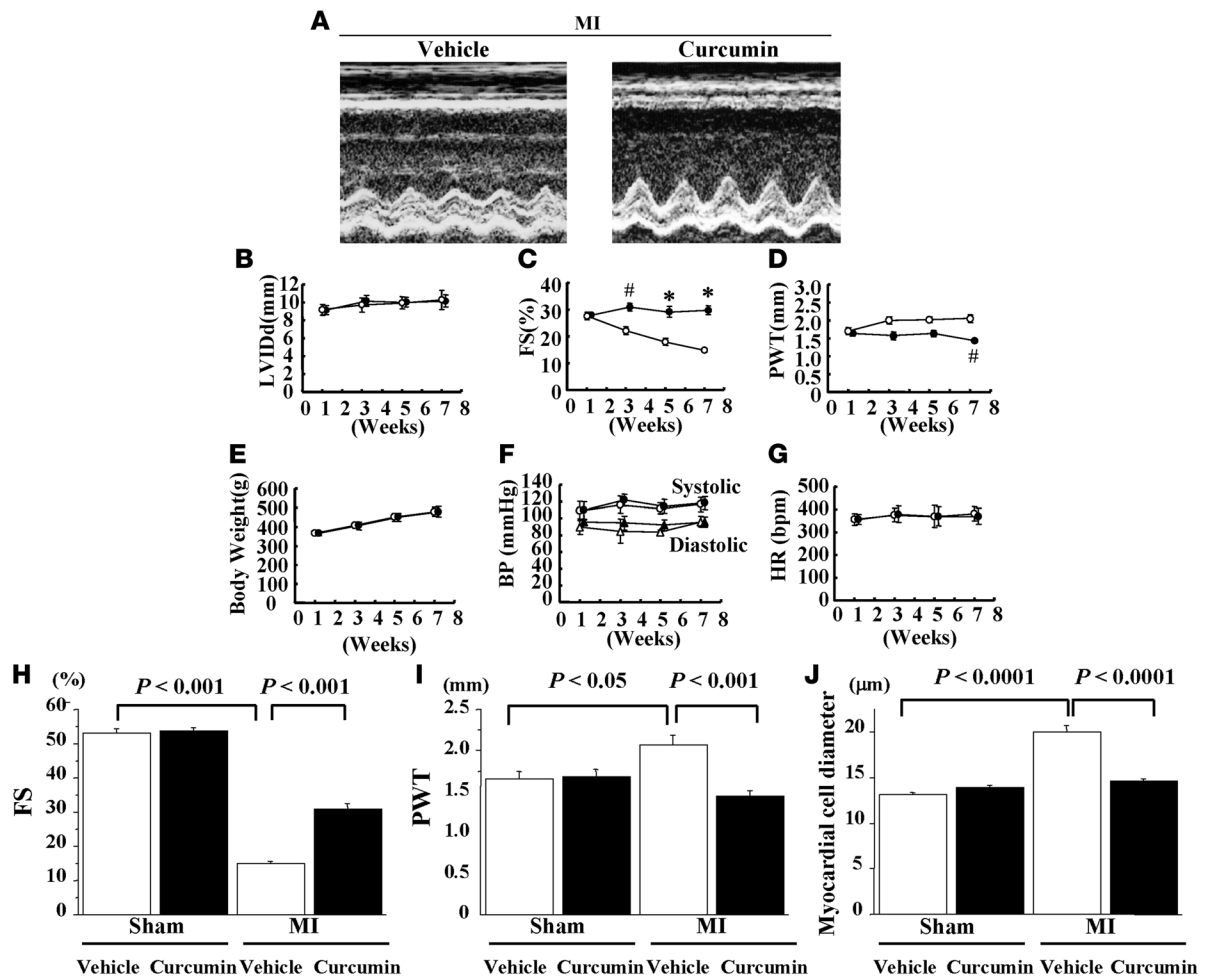 A
MI
Vehicle
Curcumin
B
LVIDd(mm)
12
10
8
6
4
2
0
0 1 2 3 4 5 6 7 8
(Weeks)
C
FS(%)
40
30
20
10
0
# * *
0 1 2 3 4 5 6 7 8
(Weeks)
D
PWT(mm)
3.0
2.5
2.0
1.5
1.0
0.5
0
#
0 1 2 3 4 5 6 7 8
(Weeks)
E
Body Weight(g)
600
500
400
300
200
100
0
0 1 2 3 4 5 6 7 8
(Weeks)
F
BP (mmHg)
140
120
100
80
60
40
20
0
Systolic
Diastolic
0 1 2 3 4 5 6 7 8
(Weeks)
G
HR (bpm)
500
400
300
200
100
0
0 1 2 3 4 5 6 7 8
(Weeks)
H
(%)
P < 0.001
P < 0.001
FS
60
50
40
30
20
10
0
Sham MI
Vehicle Curcumin Vehicle Curcumin
I
(mm)
P < 0.05
P < 0.001
PWT
2.5
2.0
1.5
1.0
0.5
0
Sham MI
Vehicle Curcumin Vehicle Curcumin
J
(μm)
P < 0.0001
P < 0.0001
Myocardial cell diameter
20
15
10
0
Sham MI
Vehicle Curcumin Vehicle Curcumin